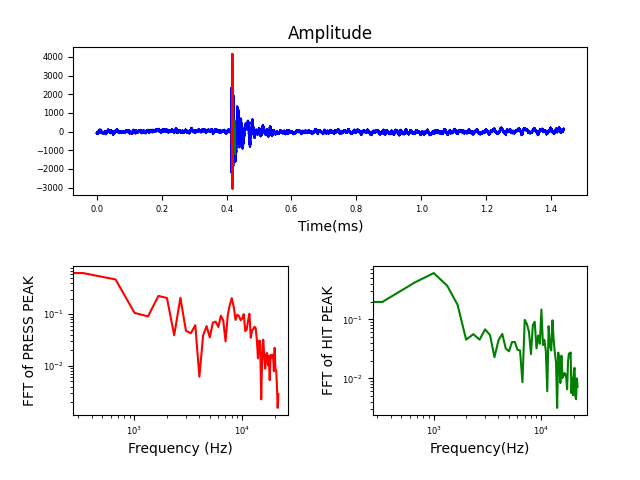 Amplitude
4000
3000
2000
1000
0
−1000
−2000
−3000
0.0 0.2 0.4 0.6 0.8 1.0 1.2 1.4
Time(ms)
FFT of PRESS PEAK
10⁻¹
10⁻²
10³ 10⁴
Frequency (Hz)
FFT of HIT PEAK
10⁻¹
10⁻²
10³ 10⁴
Frequency(Hz)